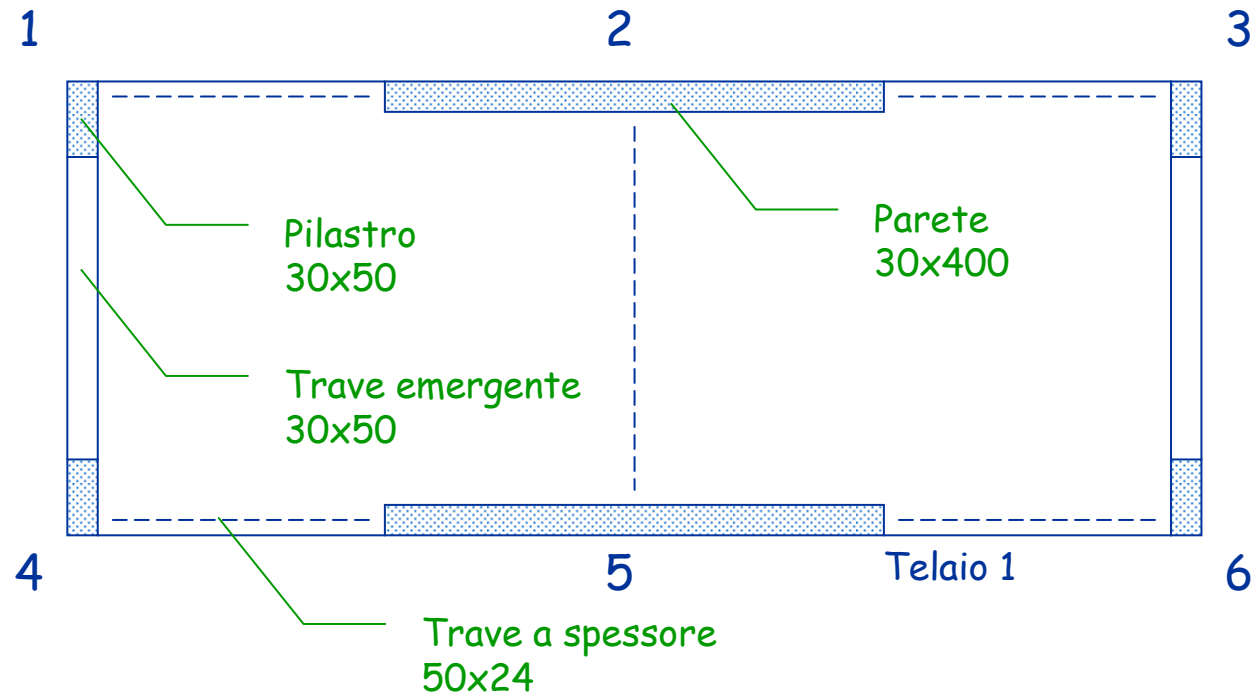 1
2
3
Pilastro
30x50
Parete
30x400
Trave emergente
30x50
4
5
Telaio 1
6
Trave a spessore
50x24